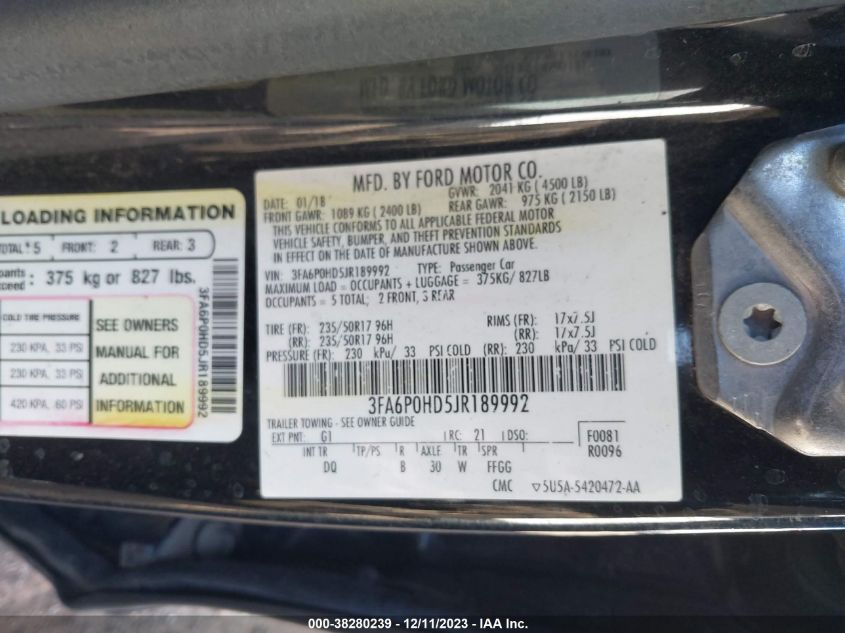 MFD. BY FORD MOTOR CO.
DATE: 01/18
GVWR: 2041 KG ( 4500 LB)
FRONT GAWR: 1089 KG ( 2400 LB)
REAR GAWR: 975 KG ( 2150 LB)
THIS VEHICLE CONFORMS TO ALL APPLICABLE FEDERAL MOTOR
VEHICLE SAFETY, BUMPER, AND THEFT PREVENTION STANDARDS
IN EFFECT ON THE DATE OF MANUFACTURE SHOWN ABOVE.
VIN: 3FA6P0HD5JR189992 TYPE: Passenger Car
MAXIMUM LOAD = OCCUPANTS + LUGGAGE = 375KG/ 827LB
OCCUPANTS = 5 TOTAL; 2 FRONT, 3 REAR
TIRE (FR): 235/50R17 96H RIMS (FR): 17x7.5J
(RR): 235/50R17 96H (RR): 17x7.5J
PRESSURE (FR): 230 kPa/ 33 PSI COLD (RR): 230 kPa/ 33 PSI COLD
3FA6P0HD5JR189992
TRAILER TOWING - SEE OWNER GUIDE
EXT PNT: G1 RC: 21 DSO: F0081
INT TR TP/PS R AXLE TR SPR R0096
DQ B 30 W FFGG
CMC ▽5U5A-5420472-AA
LOADING INFORMATION
TOTAL: 5 FRONT: 2 REAR: 3
: 375 kg or 827 lbs.
COLD TIRE PRESSURE
230 KPA, 33 PSI
230 KPA, 33 PSI
420 KPA, 60 PSI
SEE OWNERS
MANUAL FOR
ADDITIONAL
INFORMATION
3FA6P0HD5JR189992
000-38280239 - 12/11/2023 - IAA Inc.